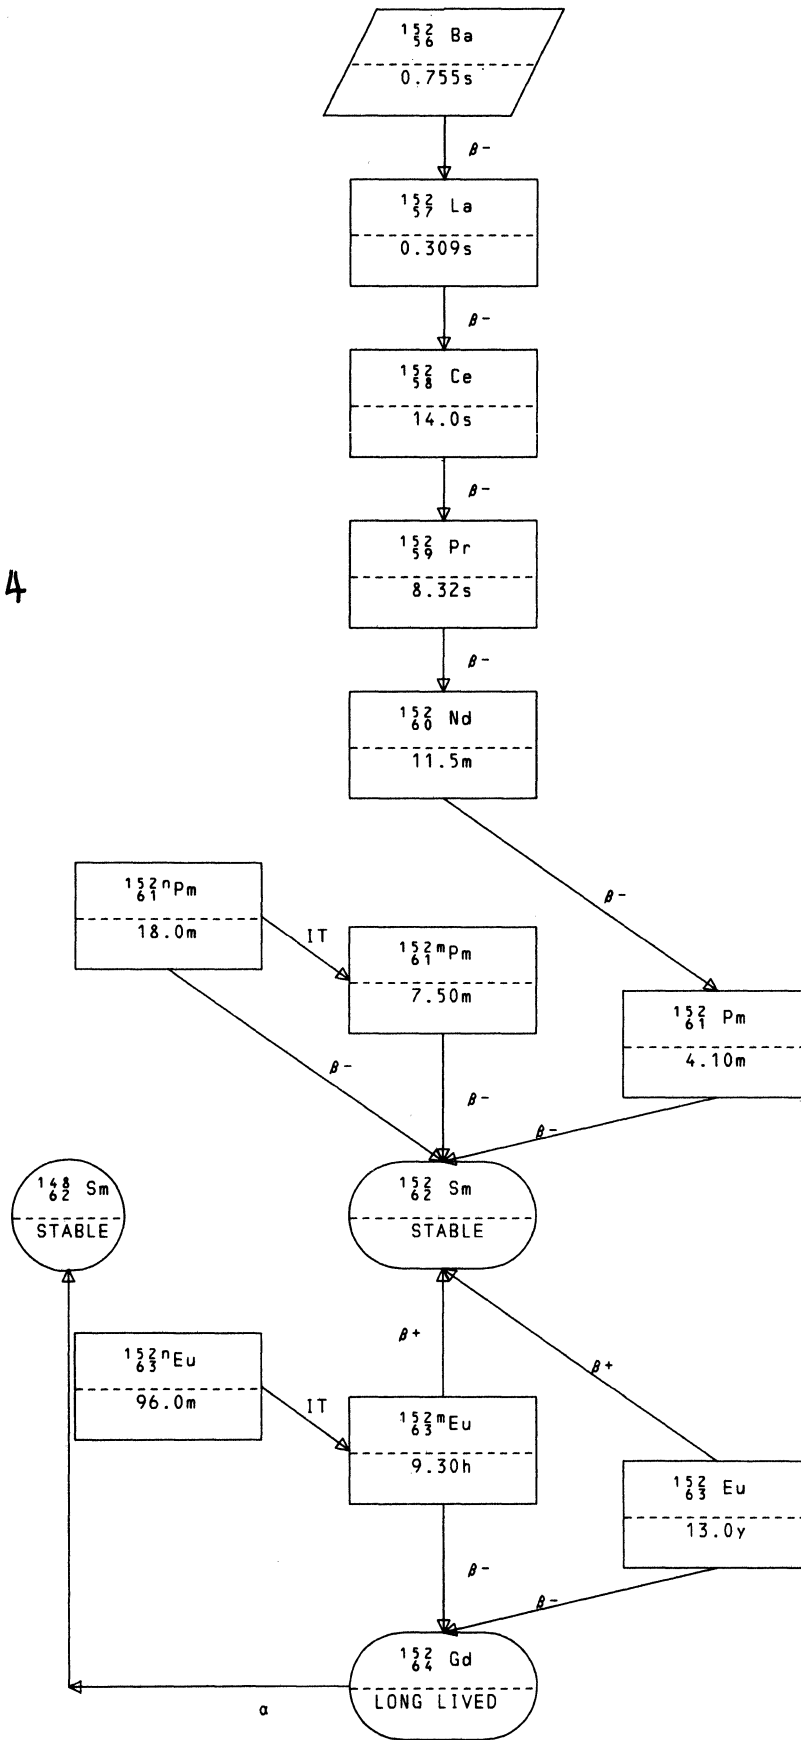 152
56 Ba
0.755s
β-
152
57 La
0.309s
β-
152
58 Ce
14.0s
β-
152
59 Pr
8.32s
4
β-
152
60 Nd
11.5m
β-
152n
61 Pm
18.0m
IT
152m
61 Pm
7.50m
152
61 Pm
4.10m
β-
β-
β-
148
62 Sm
STABLE
152
62 Sm
STABLE
β+
β+
152n
63 Eu
96.0m
IT
152m
63 Eu
9.30h
152
63 Eu
13.0y
β-
β-
152
64 Gd
LONG LIVED
α